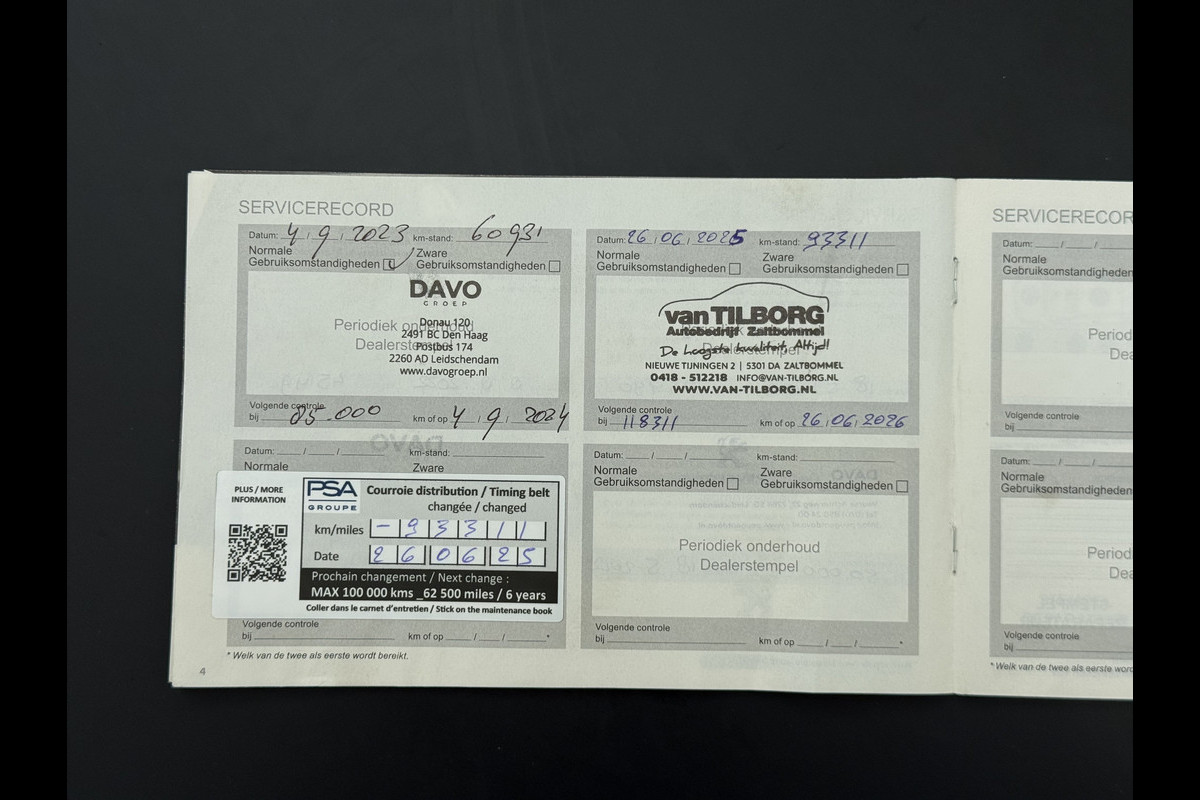 SERVICERECORD
Datum: 4 / 9 / 2023 km-stand: 60931
Normale Gebruiksomstandigheden
Zware Gebruiksomstandigheden
DAVO
GROEP
Periodiek onderhoud
Dealerstempel
Donau 120
2491 BC Den Haag
Postbus 174
2260 AD Leidschendam
www.davogroep.nl
Volgende controle
bij 85.000 km of op 4 / 9 / 2024
Datum: 26 / 06 / 2025 km-stand: 93311
Normale Gebruiksomstandigheden
Zware Gebruiksomstandigheden
van TILBORG
Autobedrijf Zaltbommel
De hoogste kwaliteit, Altijd!
NIEUWE TIJNINGEN 2 | 5301 DA ZALTBOMMEL
0418 - 512218 INFO@VAN-TILBORG.NL
WWW.VAN-TILBORG.NL
Volgende controle
bij 118311 km of op 26 / 06 / 2026
Datum: / / km-stand:
Normale
Zware
PLUS / MORE
INFORMATION
PSA
GROUPE
Courroie distribution / Timing belt
changée / changed
km/miles - 9 3 3 1 1
Date 2 6 0 6 2 5
Prochain changement / Next change :
MAX 100 000 kms _62 500 miles / 6 years
Coller dans le carnet d'entretien / Stick on the maintenance book
Volgende controle
bij km of op / / *
Datum: / / km-stand:
Normale Gebruiksomstandigheden
Zware Gebruiksomstandigheden
Periodiek onderhoud
Dealerstempel
Volgende controle
bij km of op / / *
* Welk van de twee als eerste wordt bereikt.
4
SERVICERECOR
Datum: / /
Normale
Gebruiksomstandigheden
Period
Dea
Volgende controle
bij
Datum: / /
Normale
Gebruiksomstandigheden
Period
Dea
Volgende controle
bij
* Welk van de twee als eerste word